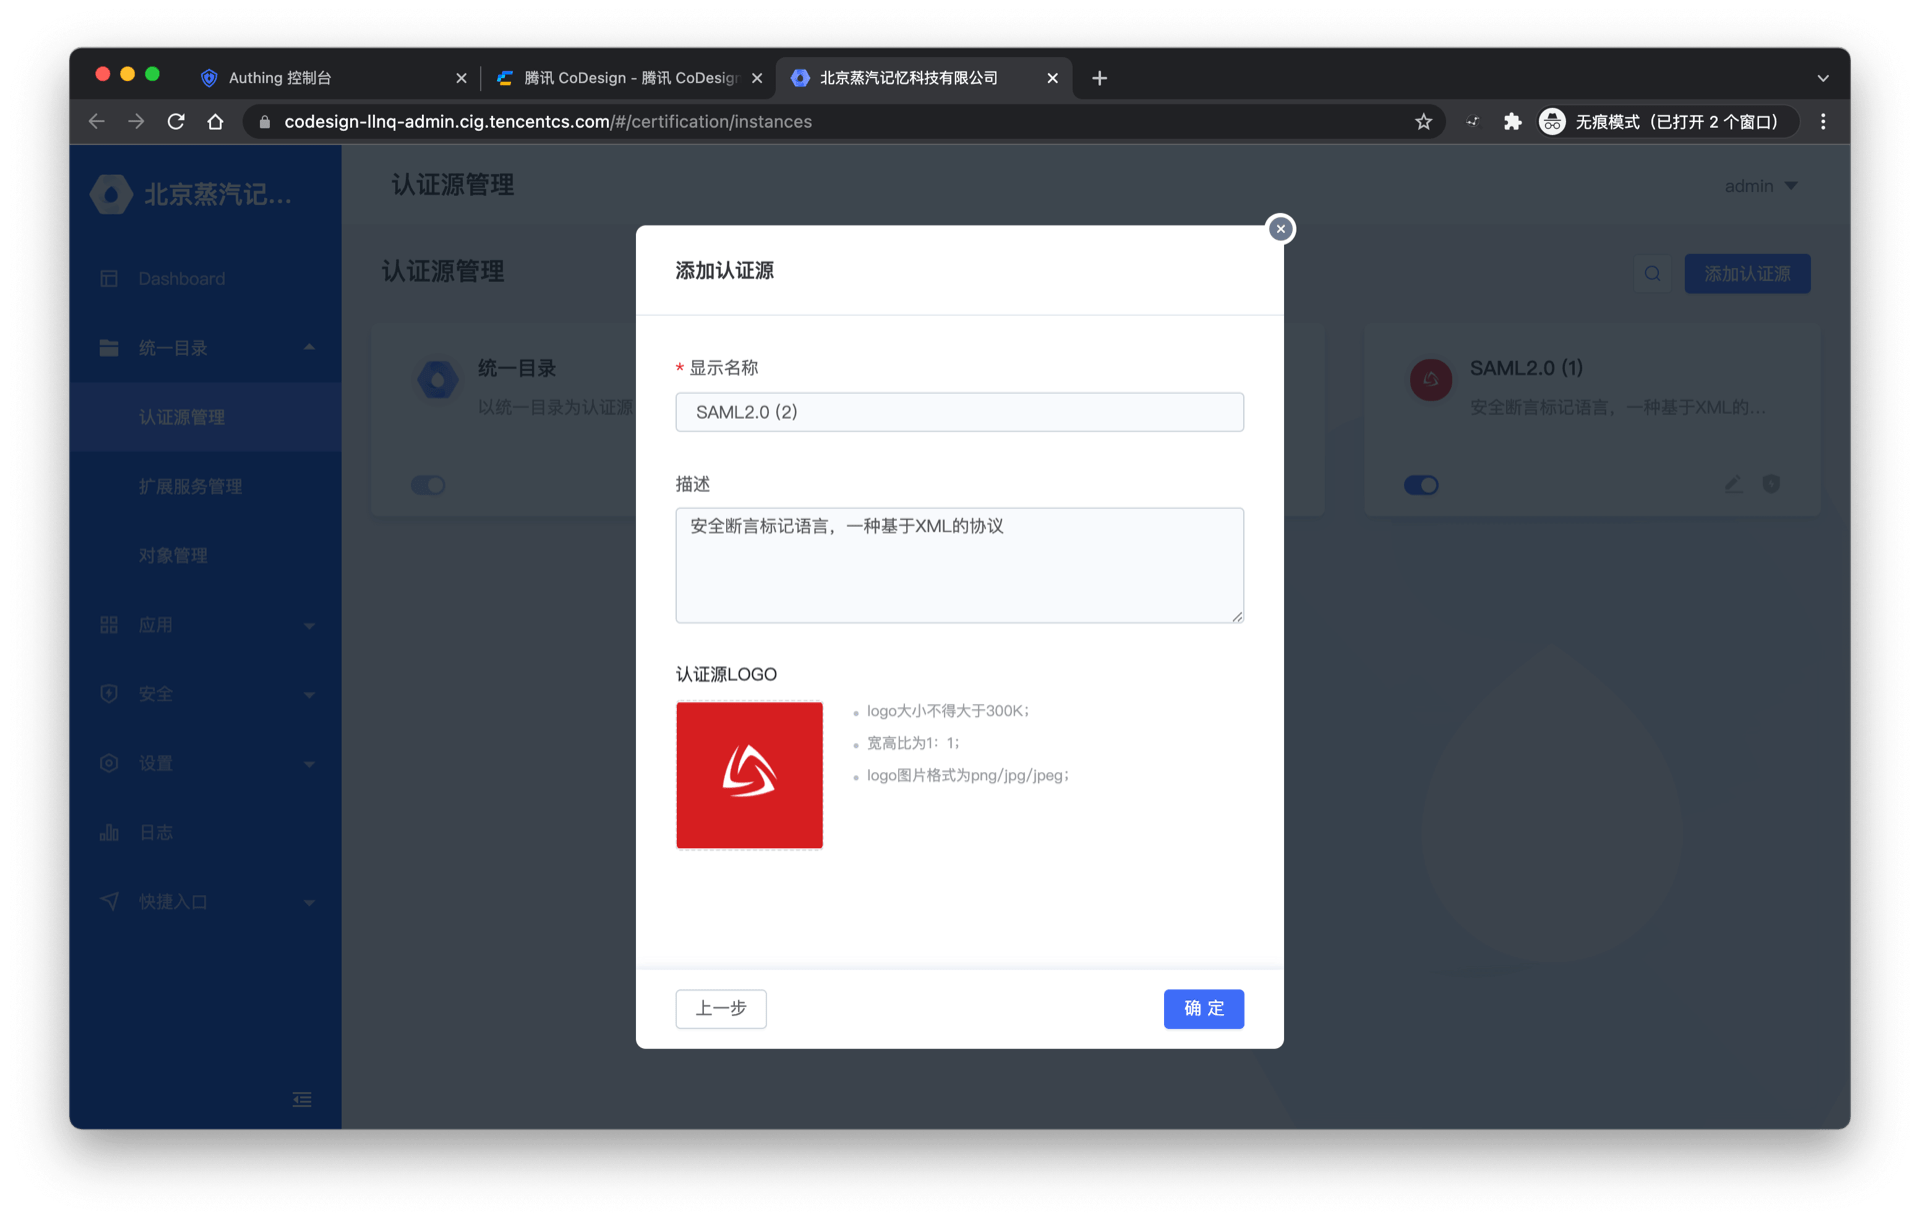 Authing 控制台
腾讯 CoDesign - 腾讯 CoDesign
北京蒸汽记忆科技有限公司
codesign-llnq-admin.cig.tencentcs.com/#/certification/instances
无痕模式（已打开 2 个窗口）
北京蒸汽记...
认证源管理
admin
Dashboard
统一目录
认证源管理
扩展服务管理
对象管理
应用
安全
设置
日志
快捷入口
认证源管理
添加认证源
统一目录
以统一目录为认证源
SAML2.0 (1)
安全断言标记语言，一种基于XML的...
添加认证源
* 显示名称
SAML2.0 (2)
描述
安全断言标记语言，一种基于XML的协议
认证源LOGO
logo大小不得大于300K；
宽高比为1：1；
logo图片格式为png/jpg/jpeg；
上一步
确 定